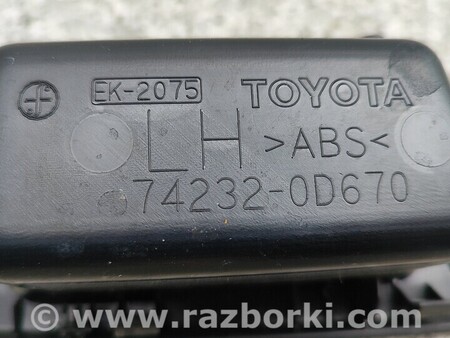 EK-2075 TOYOTA
LH >ABS<
74232-0D670
www.razborki.com